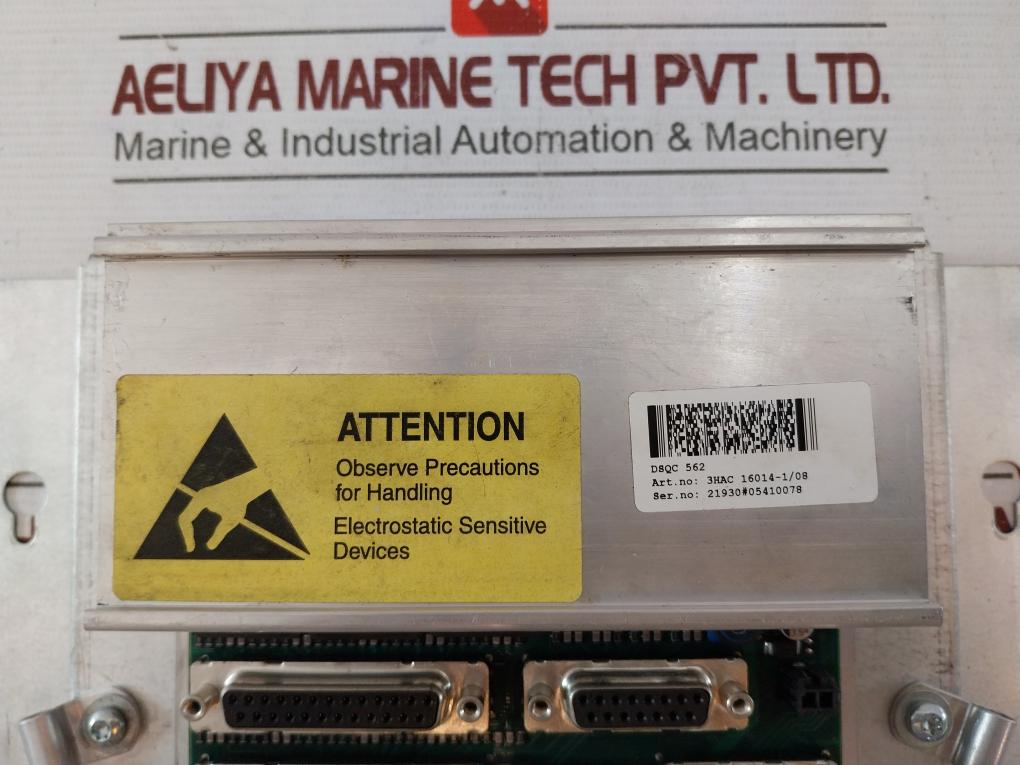 AELIYA MARINE TECH PVT. LTD.
Marine & Industrial Automation & Machinery
ATTENTION
Observe Precautions
for Handling
Electrostatic Sensitive
Devices
DSQC 562
Art.no: 3HAC 16014-1/08
Ser.no: 21930#05410078